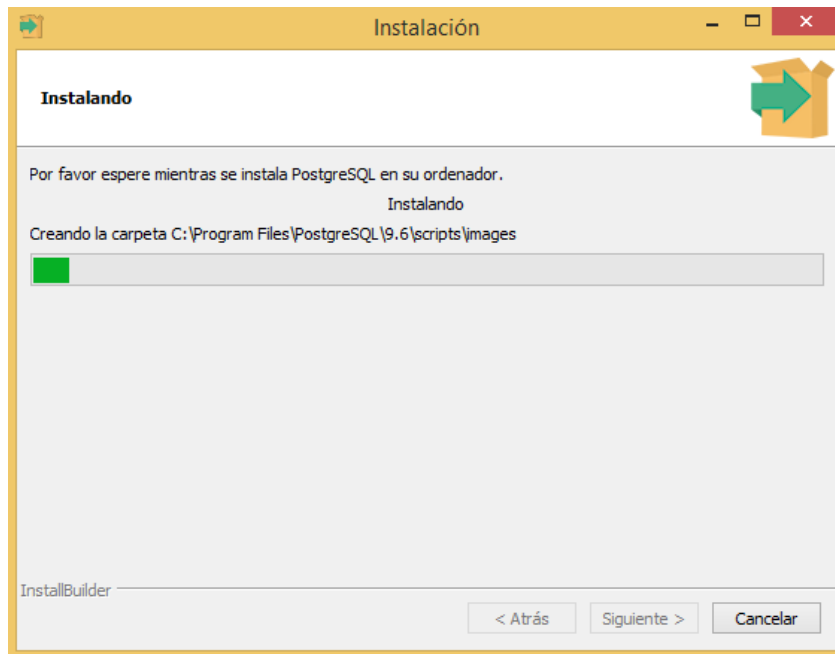 Instalación
Instalando
Por favor espere mientras se instala PostgreSQL en su ordenador.
Instalando
Creando la carpeta C:\Program Files\PostgreSQL\9.6\scripts\images
InstallBuilder
< Atrás Siguiente > Cancelar